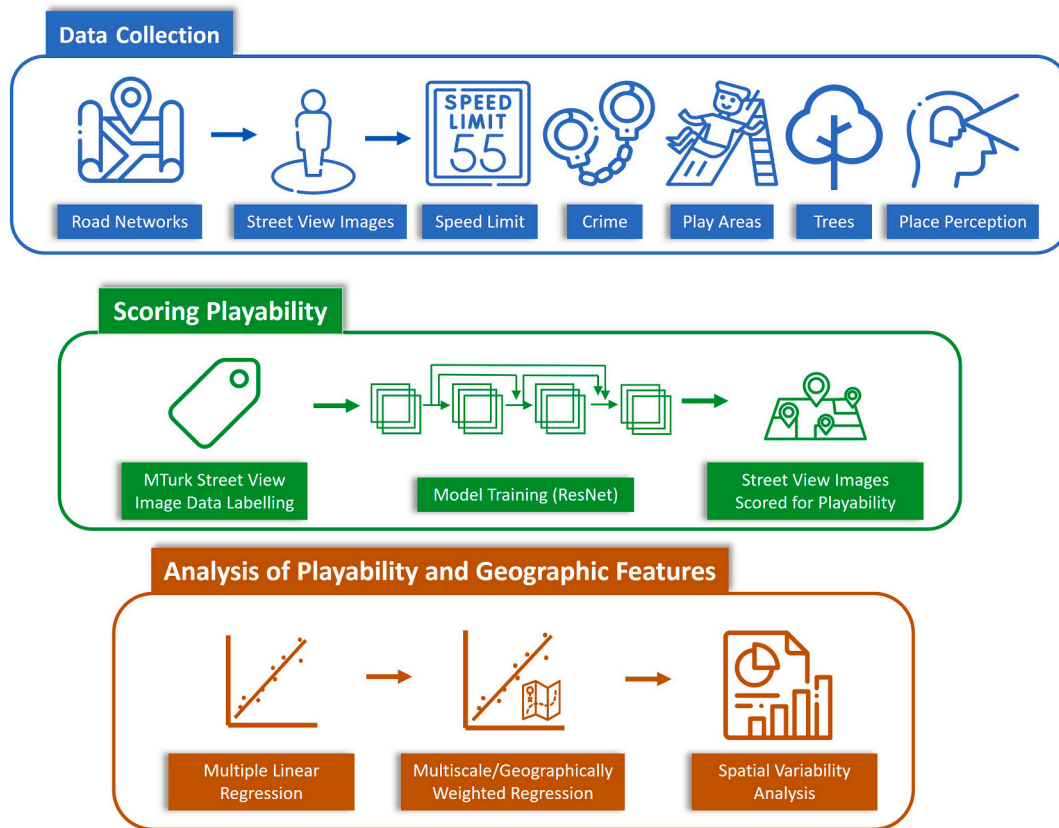 Data Collection
SPEED
LIMIT
55
Road Networks
Street View Images
Speed Limit
Crime
Play Areas
Trees
Place Perception
Scoring Playability
MTurk Street View
Image Data Labelling
Model Training (ResNet)
Street View Images
Scored for Playability
Analysis of Playability and Geographic Features
Multiple Linear
Regression
Multiscale/Geographically
Weighted Regression
Spatial Variability
Analysis